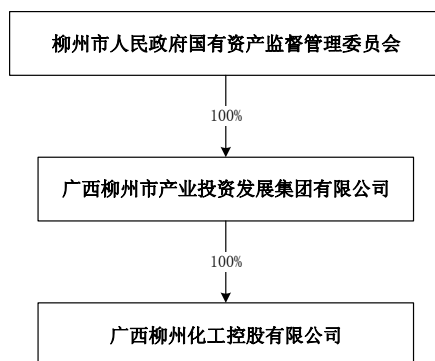 柳州市人民政府国有资产监督管理委员会
100%
广西柳州市产业投资发展集团有限公司
100%
广西柳州化工控股有限公司